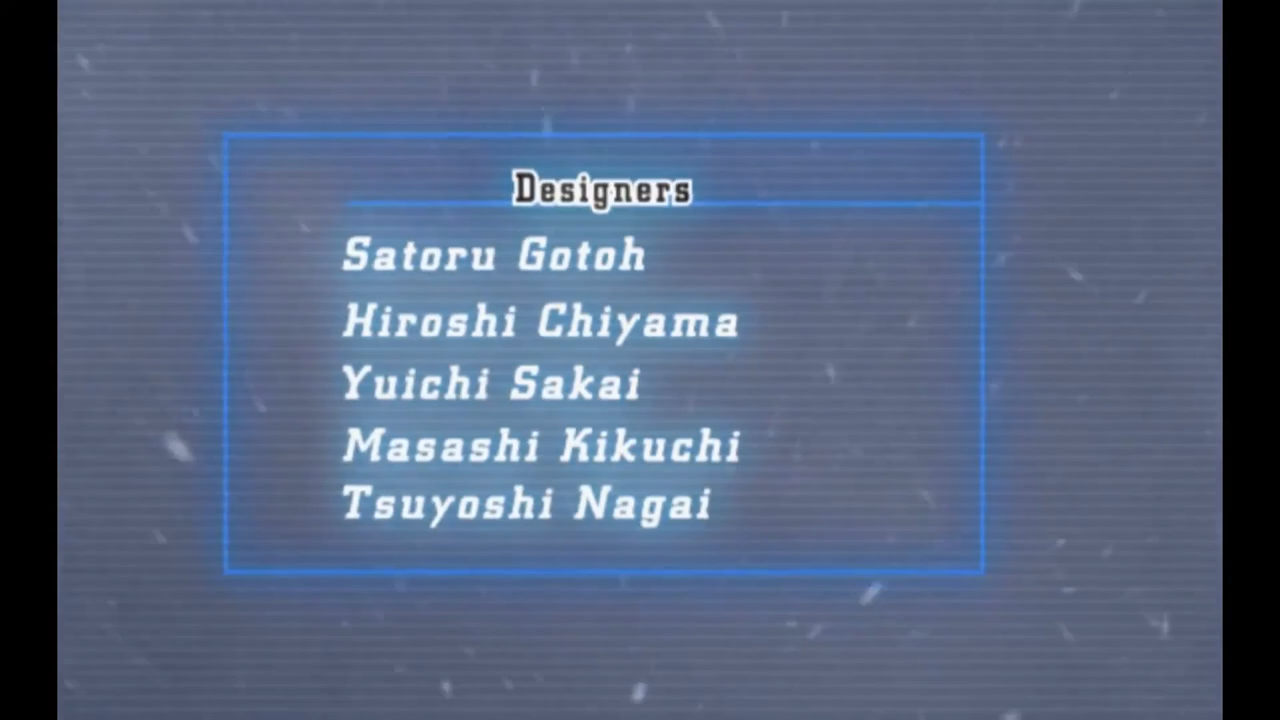 Designers
Satoru Gotoh
Hiroshi Chiyama
Yuichi Sakai
Masashi Kikuchi
Tsuyoshi Nagai